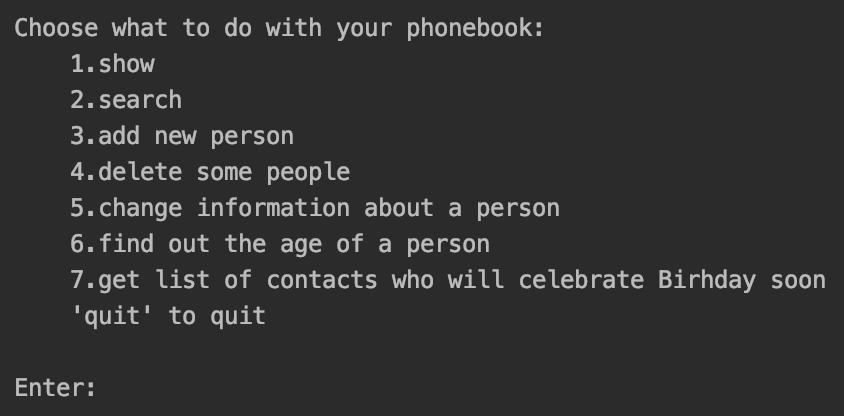 Choose what to do with your phonebook:
1.show
2.search
3.add new person
4.delete some people
5.change information about a person
6.find out the age of a person
7.get list of contacts who will celebrate Birhday soon
'quit' to quit
Enter: